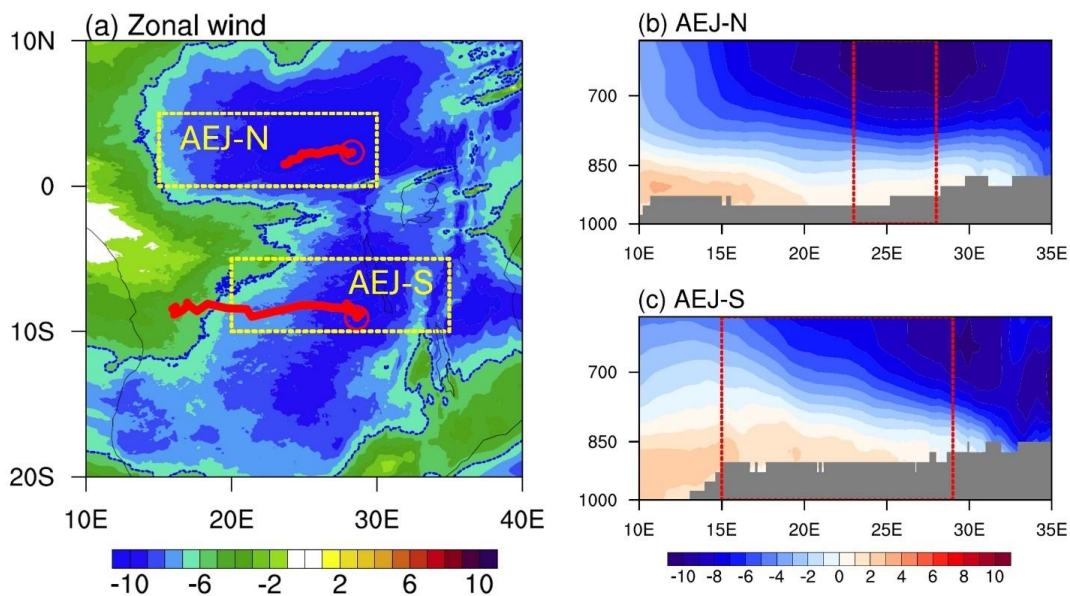 (a) Zonal wind
10N
0
10S
20S
10E 20E 30E 40E
AEJ-N
AEJ-S
-10 -6 -2 2 6 10
(b) AEJ-N
700
850
1000
10E 15E 20E 25E 30E 35E
(c) AEJ-S
700
850
1000
10E 15E 20E 25E 30E 35E
-10 -8 -6 -4 -2 0 2 4 6 8 10